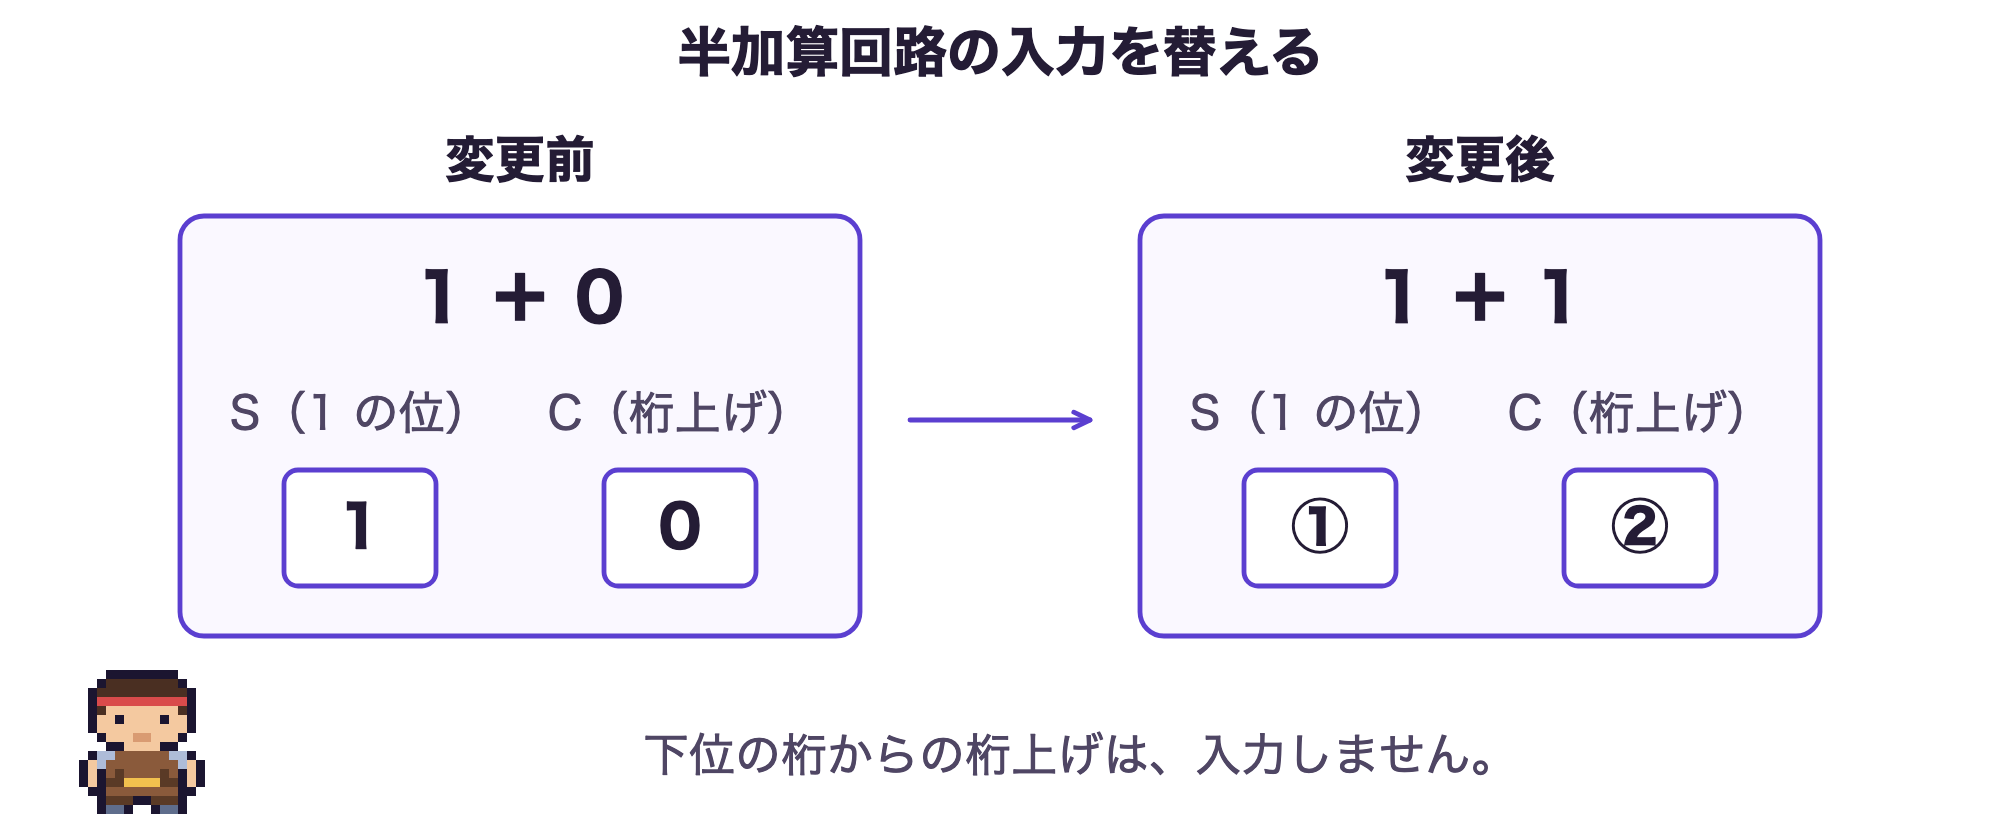 半加算回路の入力を替える
変更前
1 + 0
S（1 の位） C（桁上げ）
1 0
変更後
1 + 1
S（1 の位） C（桁上げ）
① ②
下位の桁からの桁上げは、入力しません。